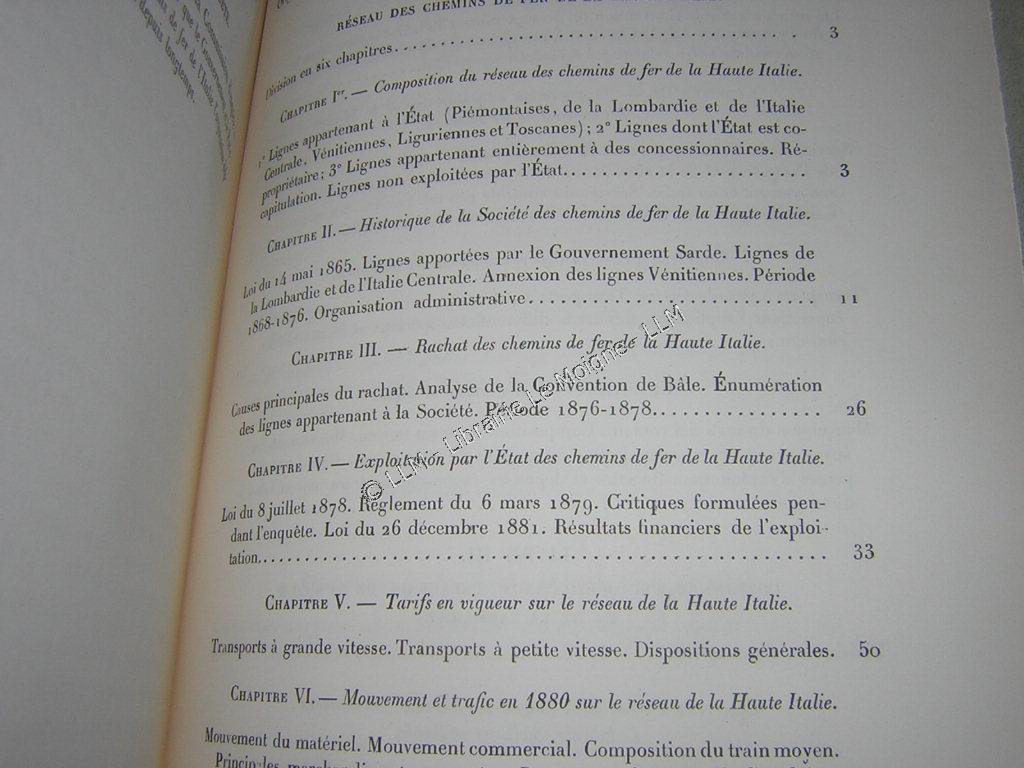 RÉSEAU DES CHEMINS DE FER DE LA
Division en six chapitres. 3
CHAPITRE Iᵉʳ. — Composition du réseau des chemins de fer de la Haute Italie.
1° Lignes appartenant à l'État (Piémontaises, de la Lombardie et de l'Italie
Centrale, Vénitiennes, Liguriennes et Toscanes); 2° Lignes dont l'État est co-
propriétaire; 3° Lignes appartenant entièrement à des concessionnaires. Ré-
capitulation. Lignes non exploitées par l'État. 3
CHAPITRE II. — Historique de la Société des chemins de fer de la Haute Italie.
Loi du 14 mai 1865. Lignes apportées par le Gouvernement Sarde. Lignes de
la Lombardie et de l'Italie Centrale. Annexion des lignes Vénitiennes. Période
1868-1876. Organisation administrative. 11
CHAPITRE III. — Rachat des chemins de fer de la Haute Italie.
Causes principales du rachat. Analyse de la Convention de Bâle. Énumération
des lignes appartenant à la Société. Période 1876-1878. 26
CHAPITRE IV. — Exploitation par l'État des chemins de fer de la Haute Italie.
Loi du 8 juillet 1878. Règlement du 6 mars 1879. Critiques formulées pen-
dant l'enquête. Loi du 26 décembre 1881. Résultats financiers de l'exploi-
tation. 33
CHAPITRE V. — Tarifs en vigueur sur le réseau de la Haute Italie.
Transports à grande vitesse. Transports à petite vitesse. Dispositions générales. 50
CHAPITRE VI. — Mouvement et trafic en 1880 sur le réseau de la Haute Italie.
Mouvement du matériel. Mouvement commercial. Composition du train moyen.
© LLM - Librairie Le Moigne - LLM
que le Gouvernement
de fer de l'Italie
depuis longtemps.